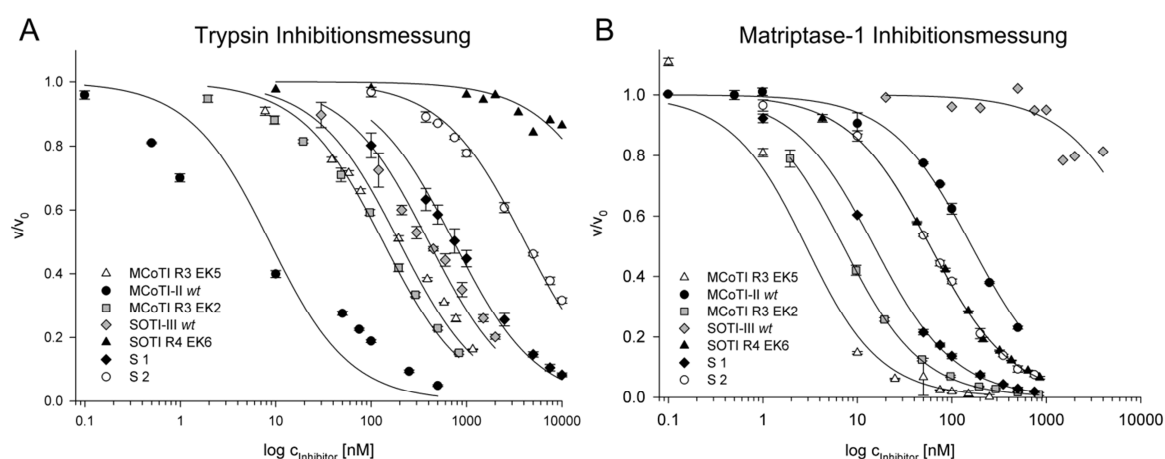 A
Trypsin Inhibitionsmessung
1.0
0.8
0.6
0.4
0.2
0.0
v/v0
MCoTI R3 EK5
MCoTI-II wt
MCoTI R3 EK2
SOTI-III wt
SOTI R4 EK6
S 1
S 2
0.1
1
10
100
1000
10000
log cInhibitor [nM]
B
Matriptase-1 Inhibitionsmessung
1.0
0.8
0.6
0.4
0.2
0.0
v/v0
MCoTI R3 EK5
MCoTI-II wt
MCoTI R3 EK2
SOTI-III wt
SOTI R4 EK6
S 1
S 2
0.1
1
10
100
1000
10000
log cInhibitor [nM]